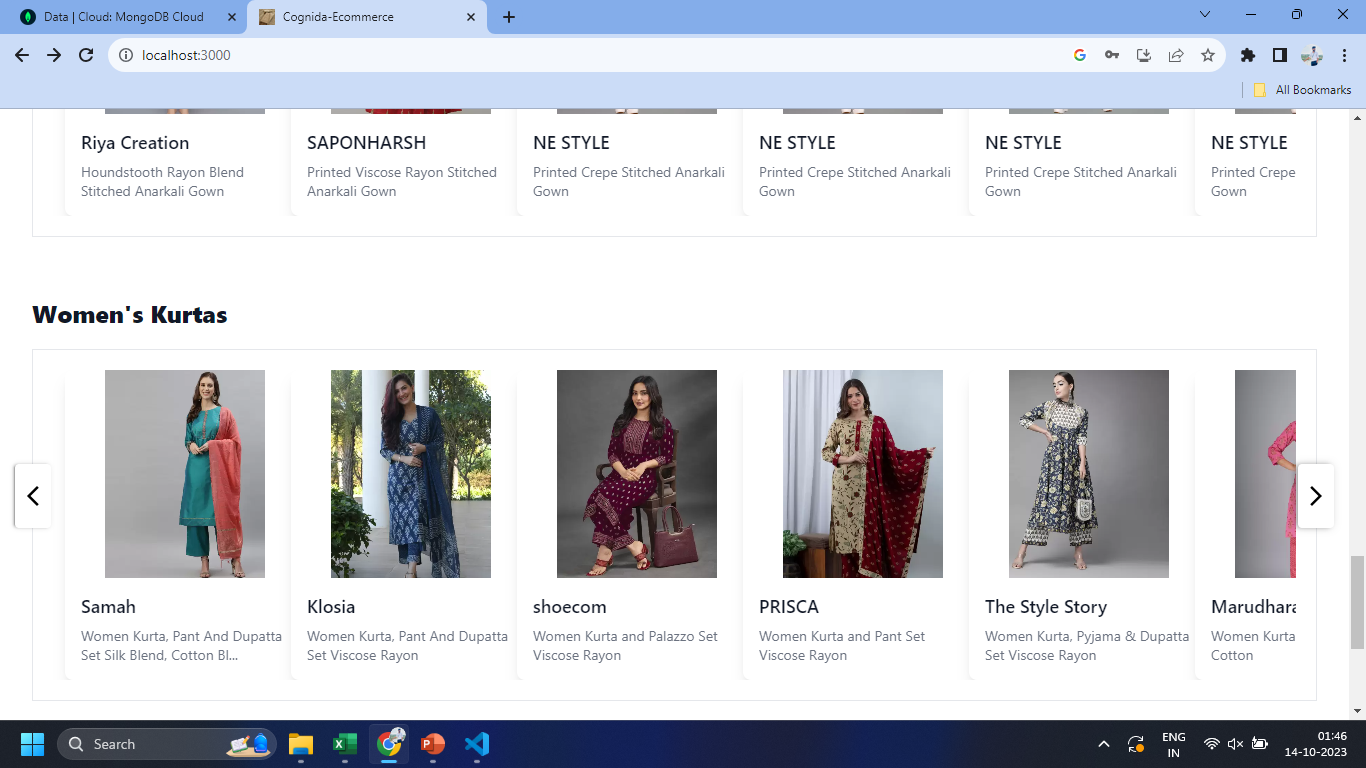 Data | Cloud: MongoDB Cloud
Cognida-Ecommerce
localhost:3000
All Bookmarks
Riya Creation
Houndstooth Rayon Blend
Stitched Anarkali Gown
SAPONHARSH
Printed Viscose Rayon Stitched
Anarkali Gown
NE STYLE
Printed Crepe Stitched Anarkali
Gown
NE STYLE
Printed Crepe Stitched Anarkali
Gown
NE STYLE
Printed Crepe Stitched Anarkali
Gown
NE STYLE
Printed Crepe
Gown
Women's Kurtas
Samah
Women Kurta, Pant And Dupatta
Set Silk Blend, Cotton Bl...
Klosia
Women Kurta, Pant And Dupatta
Set Viscose Rayon
shoecom
Women Kurta and Palazzo Set
Viscose Rayon
PRISCA
Women Kurta and Pant Set
Viscose Rayon
The Style Story
Women Kurta, Pyjama & Dupatta
Set Viscose Rayon
Marudhara
Women Kurta
Cotton
Search
ENG
IN
01:46
14-10-2023